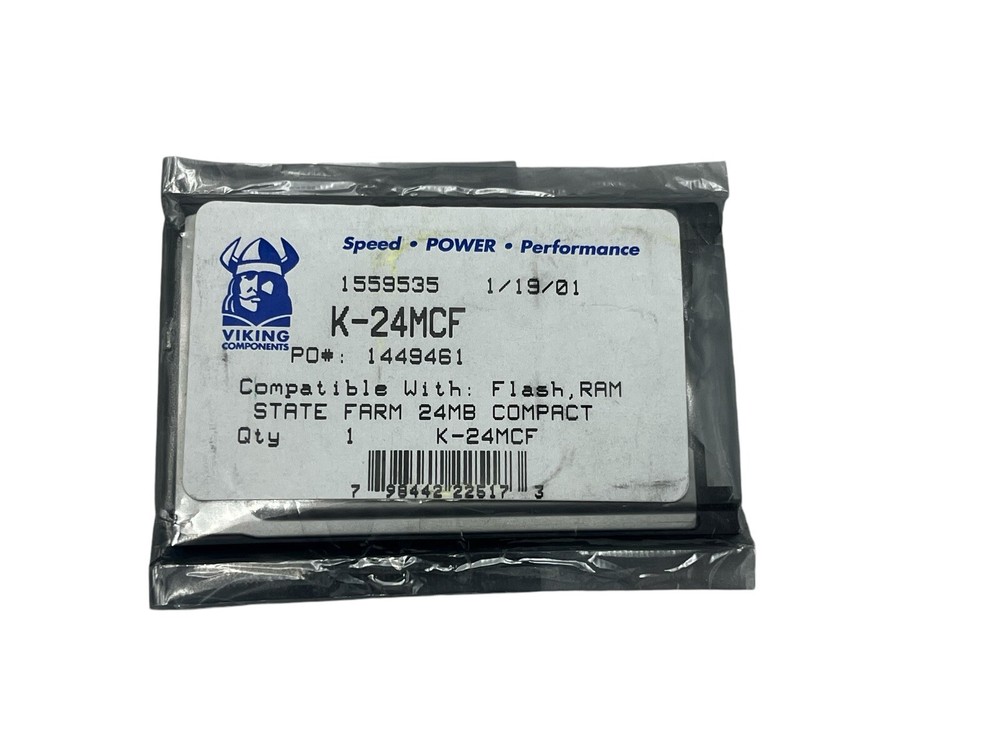 Speed • POWER • Performance
1559535 1/19/01
K-24MCF
VIKING
COMPONENTS
PO#: 1449461
Compatible With: Flash,RAM
STATE FARM 24MB COMPACT
Qty 1 K-24MCF
7 98442 22617 3